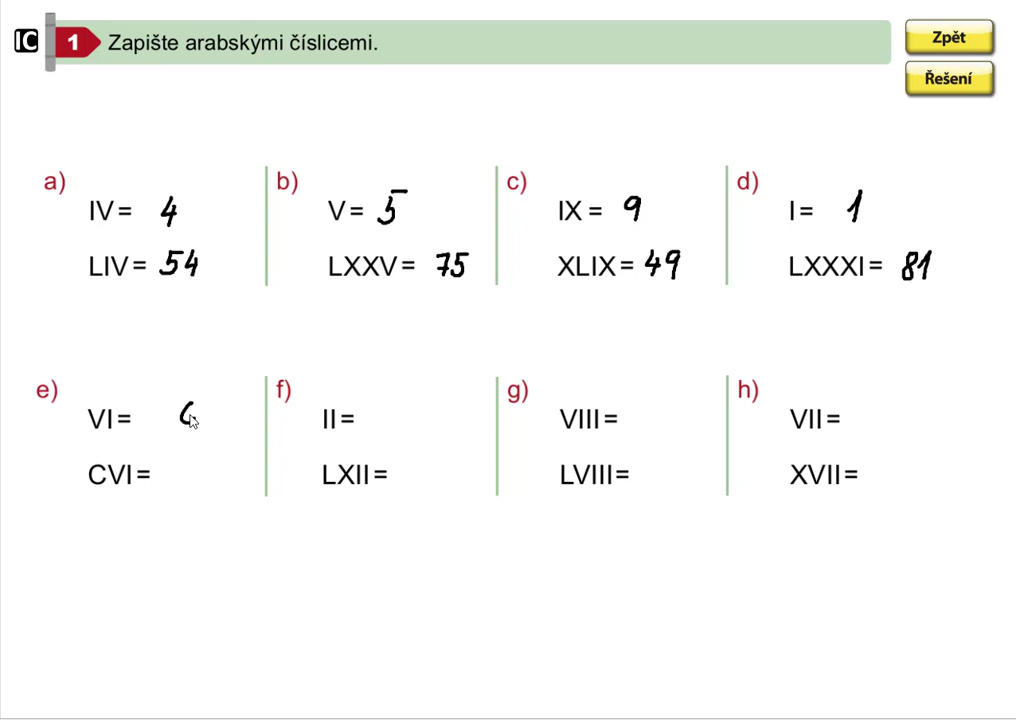 IC 1 Zapište arabskými číslicemi.
Zpět
Řešení
a) b) c) d)
IV = 4 V = 5 IX = 9 I = 1
LIV = 54 LXXV = 75 XLIX = 49 LXXXI = 81
e) f) g) h)
VI = II = VIII = VII =
CVI = LXII = LVIII = XVII =